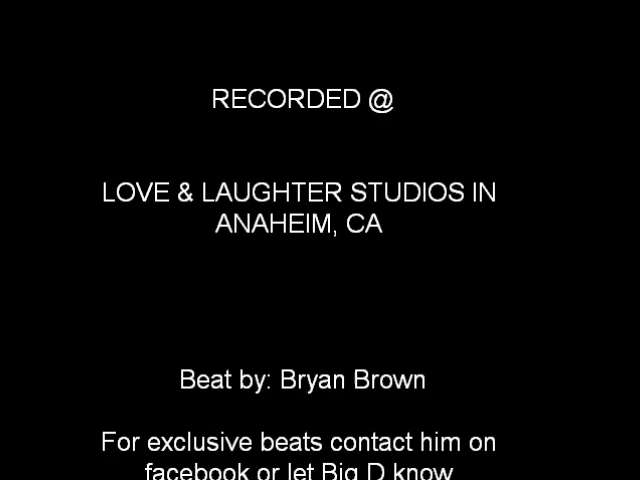 RECORDED @
LOVE & LAUGHTER STUDIOS IN
ANAHEIM, CA
Beat by: Bryan Brown
For exclusive beats contact him on
facebook or let Big D know